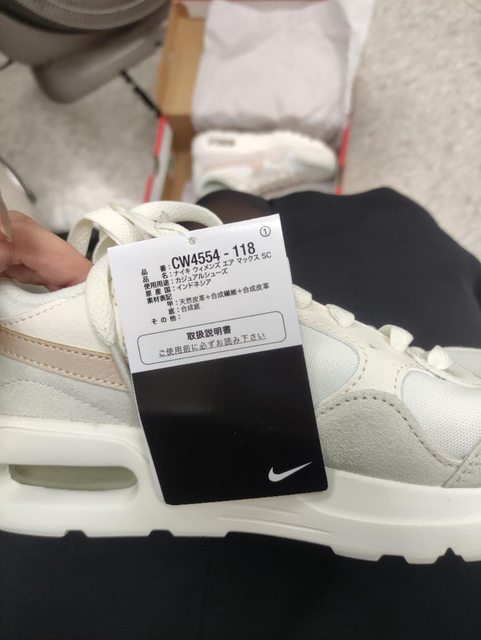 ①
品 番：CW4554 - 118
品 名：ナイキ ウィメンズ エア マックス SC
使用用途：カジュアルシューズ
原 産 国：インドネシア
素材表記：
甲：天然皮革＋合成繊維＋合成皮革
底：合成底
そ の 他：
取扱説明書
ご使用前に必ずお読み下さい